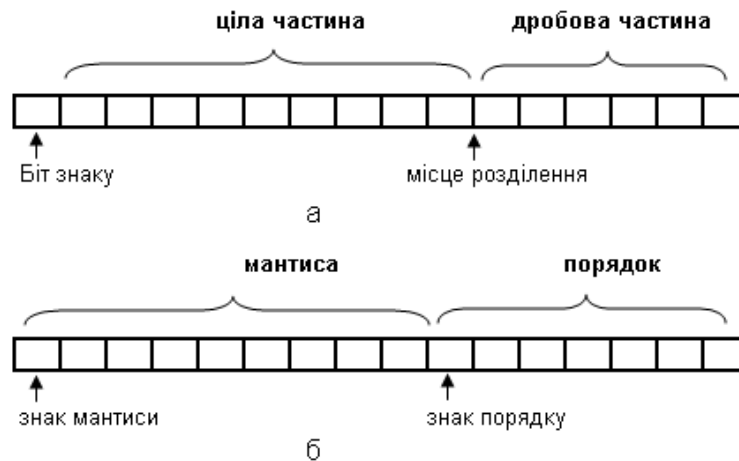 ціла частина дробова частина
Біт знаку місце розділення
а
мантиса порядок
знак мантиси знак порядку
б